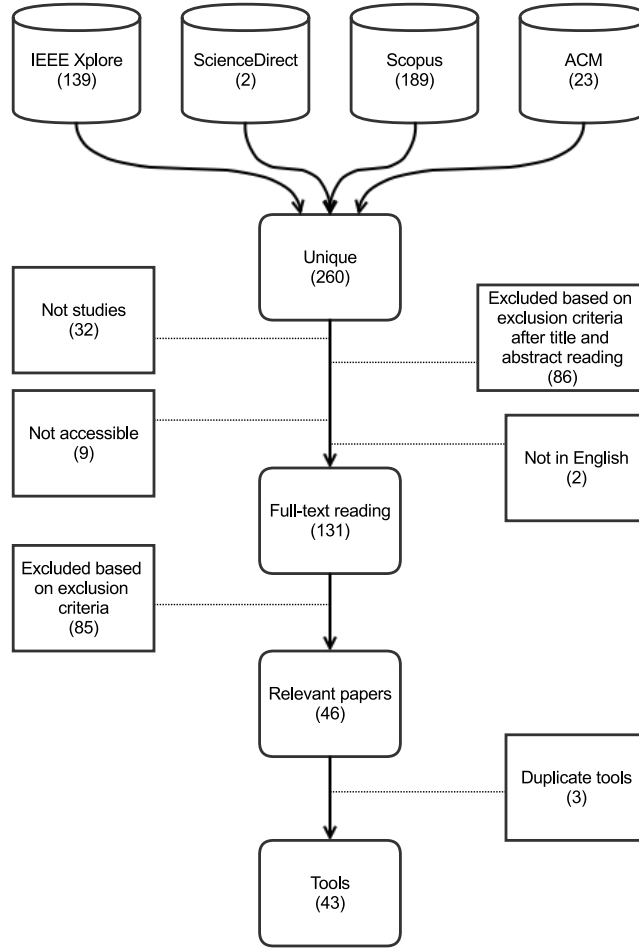 IEEE Xplore
(139)
ScienceDirect
(2)
Scopus
(189)
ACM
(23)
Unique
(260)
Not studies
(32)
Excluded based on
exclusion criteria
after title and
abstract reading
(86)
Not accessible
(9)
Not in English
(2)
Full-text reading
(131)
Excluded based
on exclusion
criteria
(85)
Relevant papers
(46)
Duplicate tools
(3)
Tools
(43)